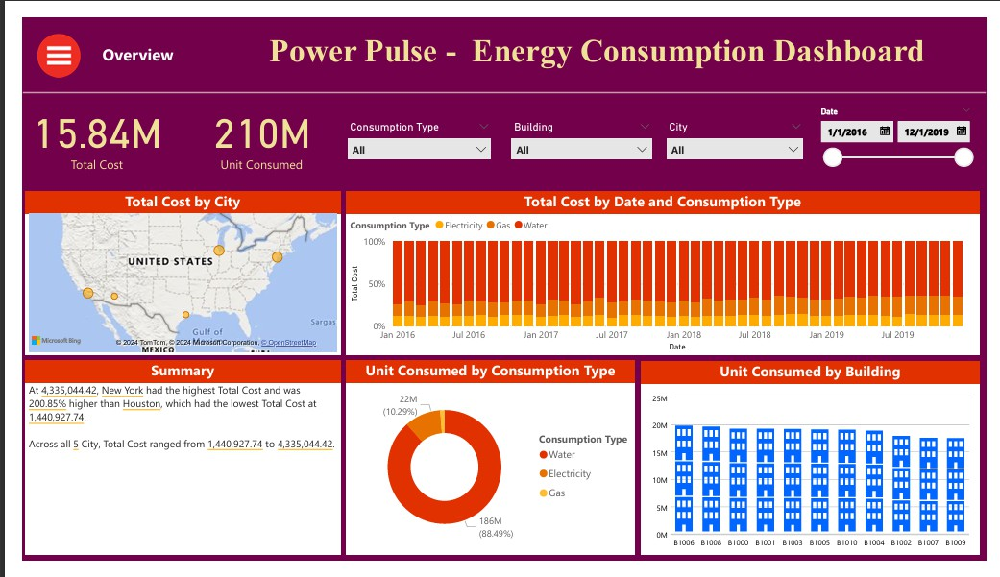 Overview
Power Pulse - Energy Consumption Dashboard
15.84M
Total Cost
210M
Unit Consumed
Consumption Type
All
Building
All
City
All
Date
1/1/2016
12/1/2019
Total Cost by City
UNITED STATES
Gulf of
Mexico
Sargas
MEXICO
Microsoft Bing
© 2024 TomTom, © 2024 Microsoft Corporation, © OpenStreetMap
Total Cost by Date and Consumption Type
Consumption Type Electricity Gas Water
Total Cost
100%
50%
0%
Jan 2016 Jul 2016 Jan 2017 Jul 2017 Jan 2018 Jul 2018 Jan 2019 Jul 2019
Date
Summary
At 4,335,044.42, New York had the highest Total Cost and was
200.85% higher than Houston, which had the lowest Total Cost at
1,440,927.74.
Across all 5 City, Total Cost ranged from 1,440,927.74 to 4,335,044.42.
Unit Consumed by Consumption Type
22M
(10.29%)
186M
(88.49%)
Consumption Type
Water
Electricity
Gas
Unit Consumed by Building
25M
20M
15M
10M
5M
0M
B1006 B1008 B1000 B1001 B1003 B1005 B1010 B1004 B1002 B1007 B1009